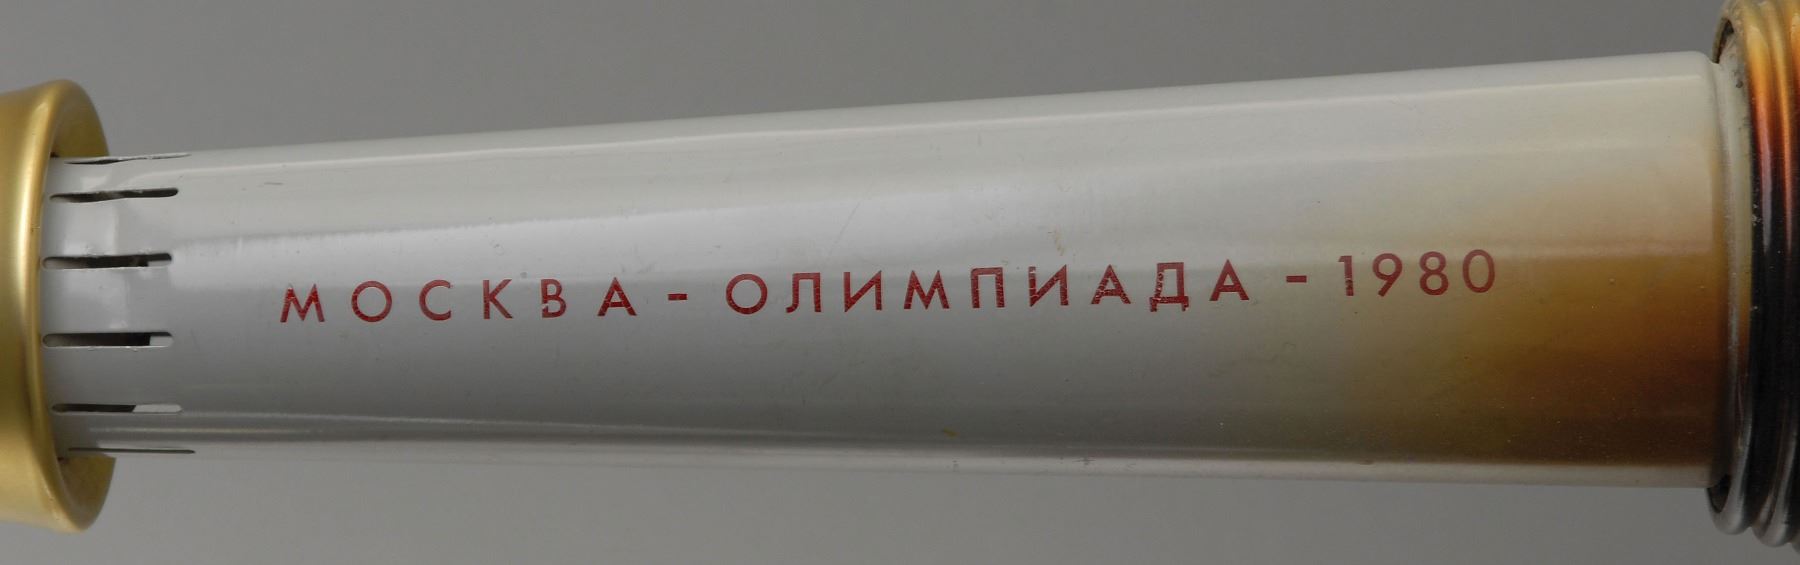 МОСКВА - ОЛИМПИАДА - 1980